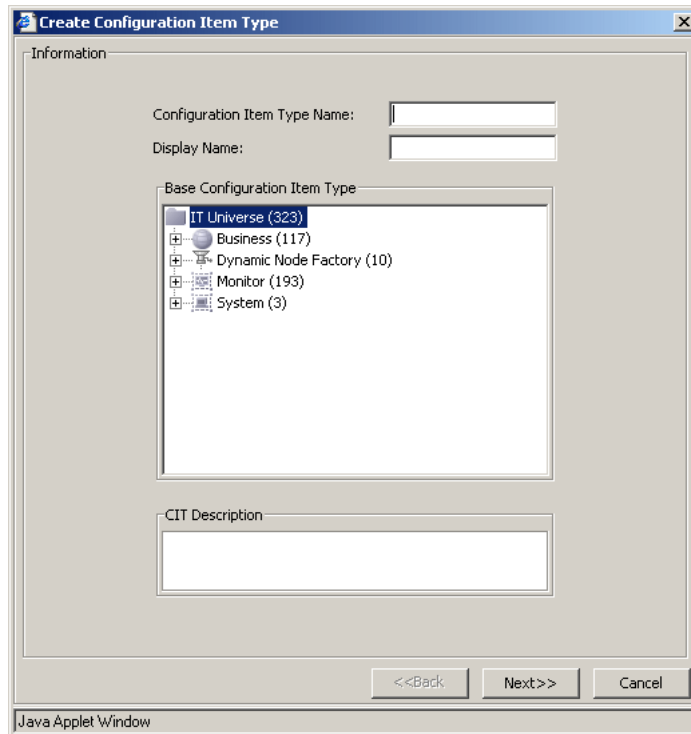 Create Configuration Item Type
Information
Configuration Item Type Name:
Display Name:
Base Configuration Item Type
IT Universe (323)
Business (117)
Dynamic Node Factory (10)
Monitor (193)
System (3)
CIT Description
<<Back Next>> Cancel
Java Applet Window